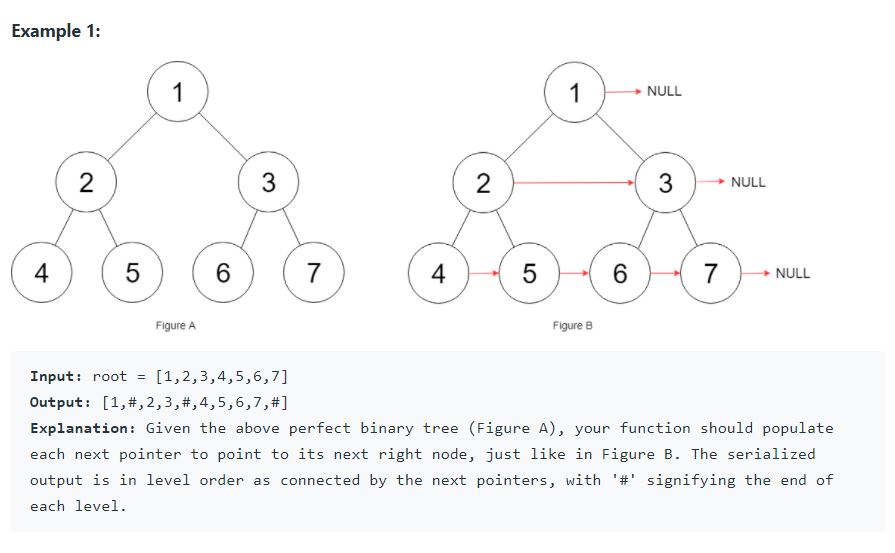 Example 1:
1
2 3
4 5 6 7
Figure A
1 NULL
2 3 NULL
4 5 6 7 NULL
Figure B
Input: root = [1,2,3,4,5,6,7]
Output: [1,#,2,3,#,4,5,6,7,#]
Explanation: Given the above perfect binary tree (Figure A), your function should populate
each next pointer to point to its next right node, just like in Figure B. The serialized
output is in level order as connected by the next pointers, with '#' signifying the end of
each level.